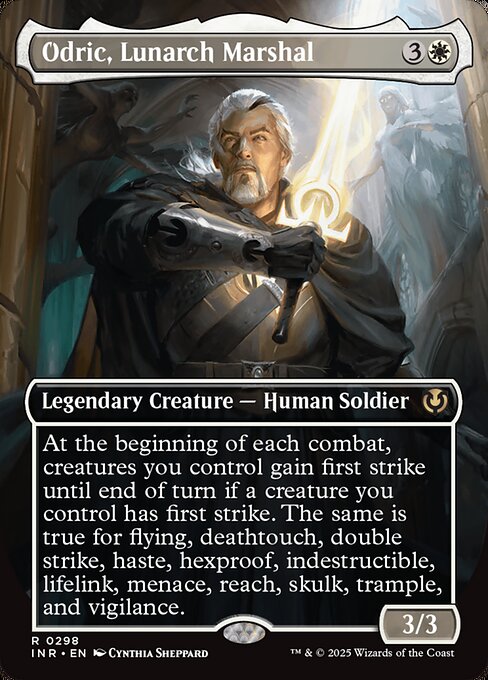 Odric, Lunarch Marshal 3
Legendary Creature — Human Soldier
At the beginning of each combat,
creatures you control gain first strike
until end of turn if a creature you
control has first strike. The same is
true for flying, deathtouch, double
strike, haste, hexproof, indestructible,
lifelink, menace, reach, skulk, trample,
and vigilance.
3/3
R 0298
INR • EN Cynthia Sheppard
™ & © 2025 Wizards of the Coast